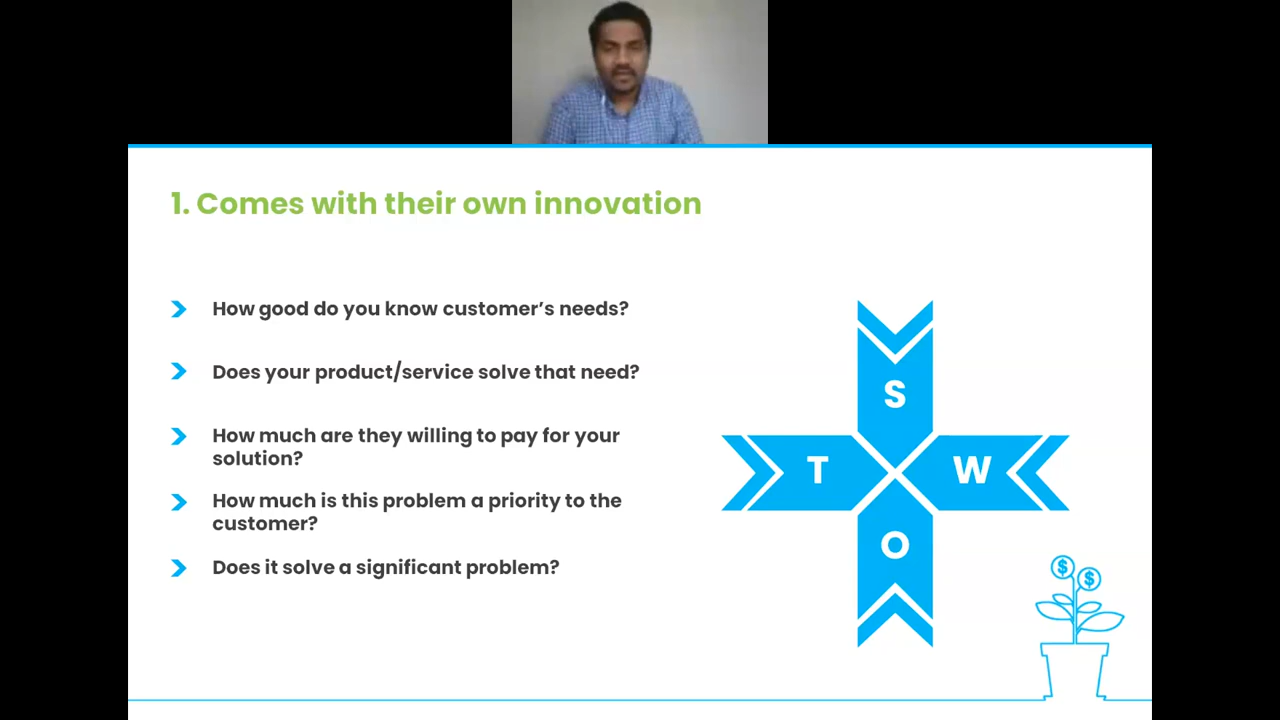 1. Comes with their own innovation
How good do you know customer’s needs?
Does your product/service solve that need?
How much are they willing to pay for your
solution?
How much is this problem a priority to the
customer?
Does it solve a significant problem?
S
T
W
O
$
$